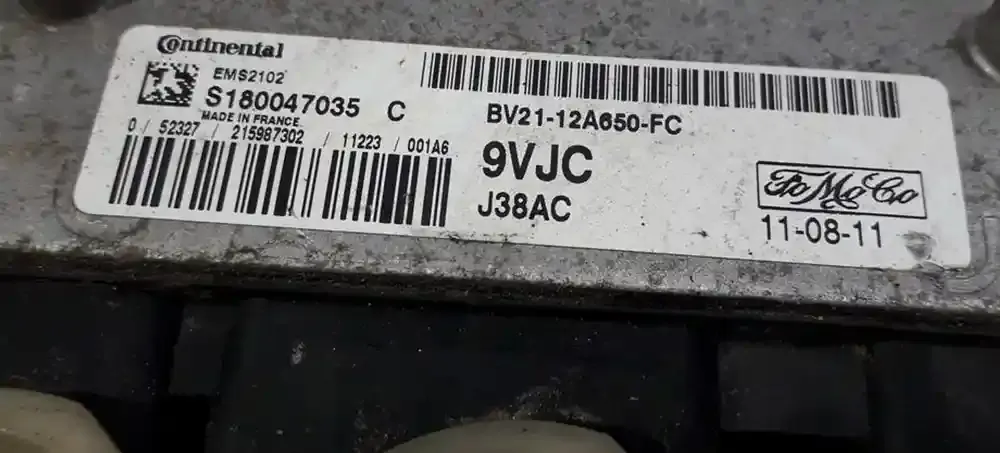 Continental
EMS2102
S180047035 C
MADE IN FRANCE
0 / 52327 / 215987302 / 11223 / 001A6
BV21-12A650-FC
9VJC
J38AC
FoMoCo
11-08-11